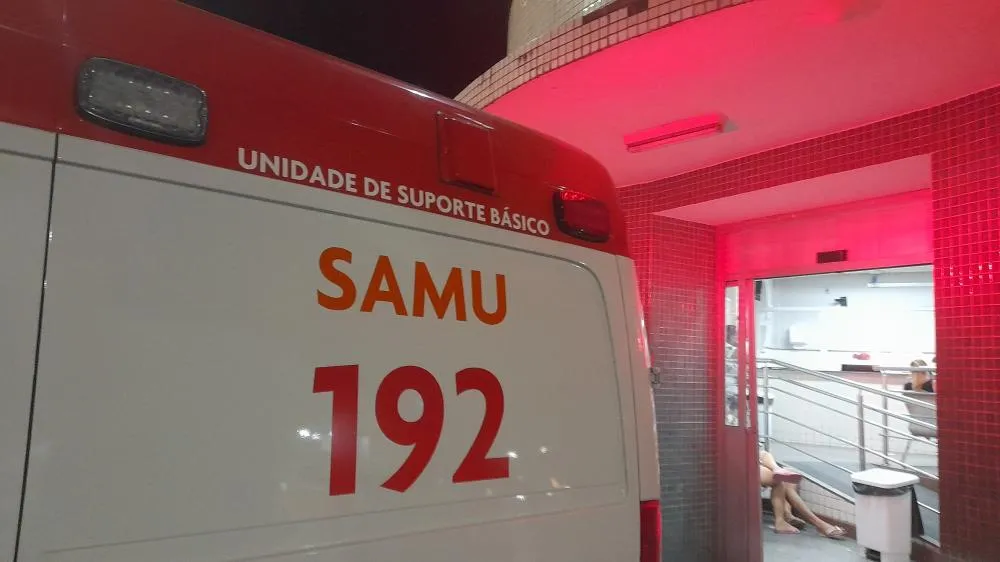 UNIDADE DE SUPORTE BÁSICO
SAMU
192